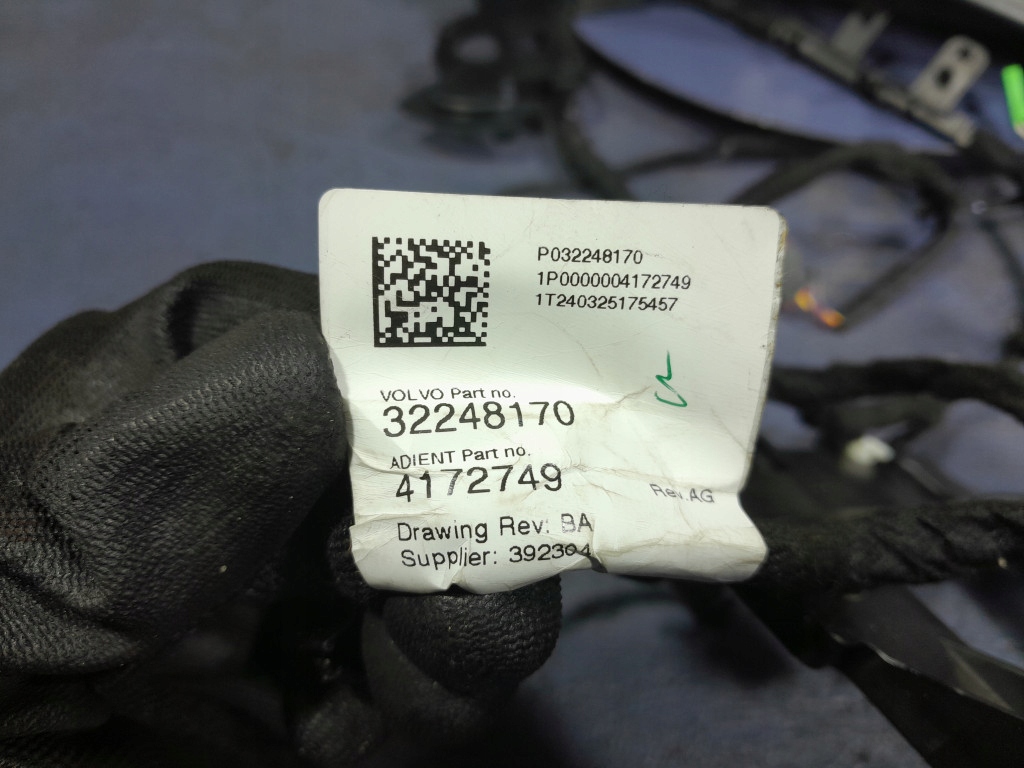 P032248170
1P0000004172749
1T240325175457
VOLVO Part no.
32248170
ADIENT Part no.
4172749
Rev.AG
Drawing Rev: BA
Supplier: 392304